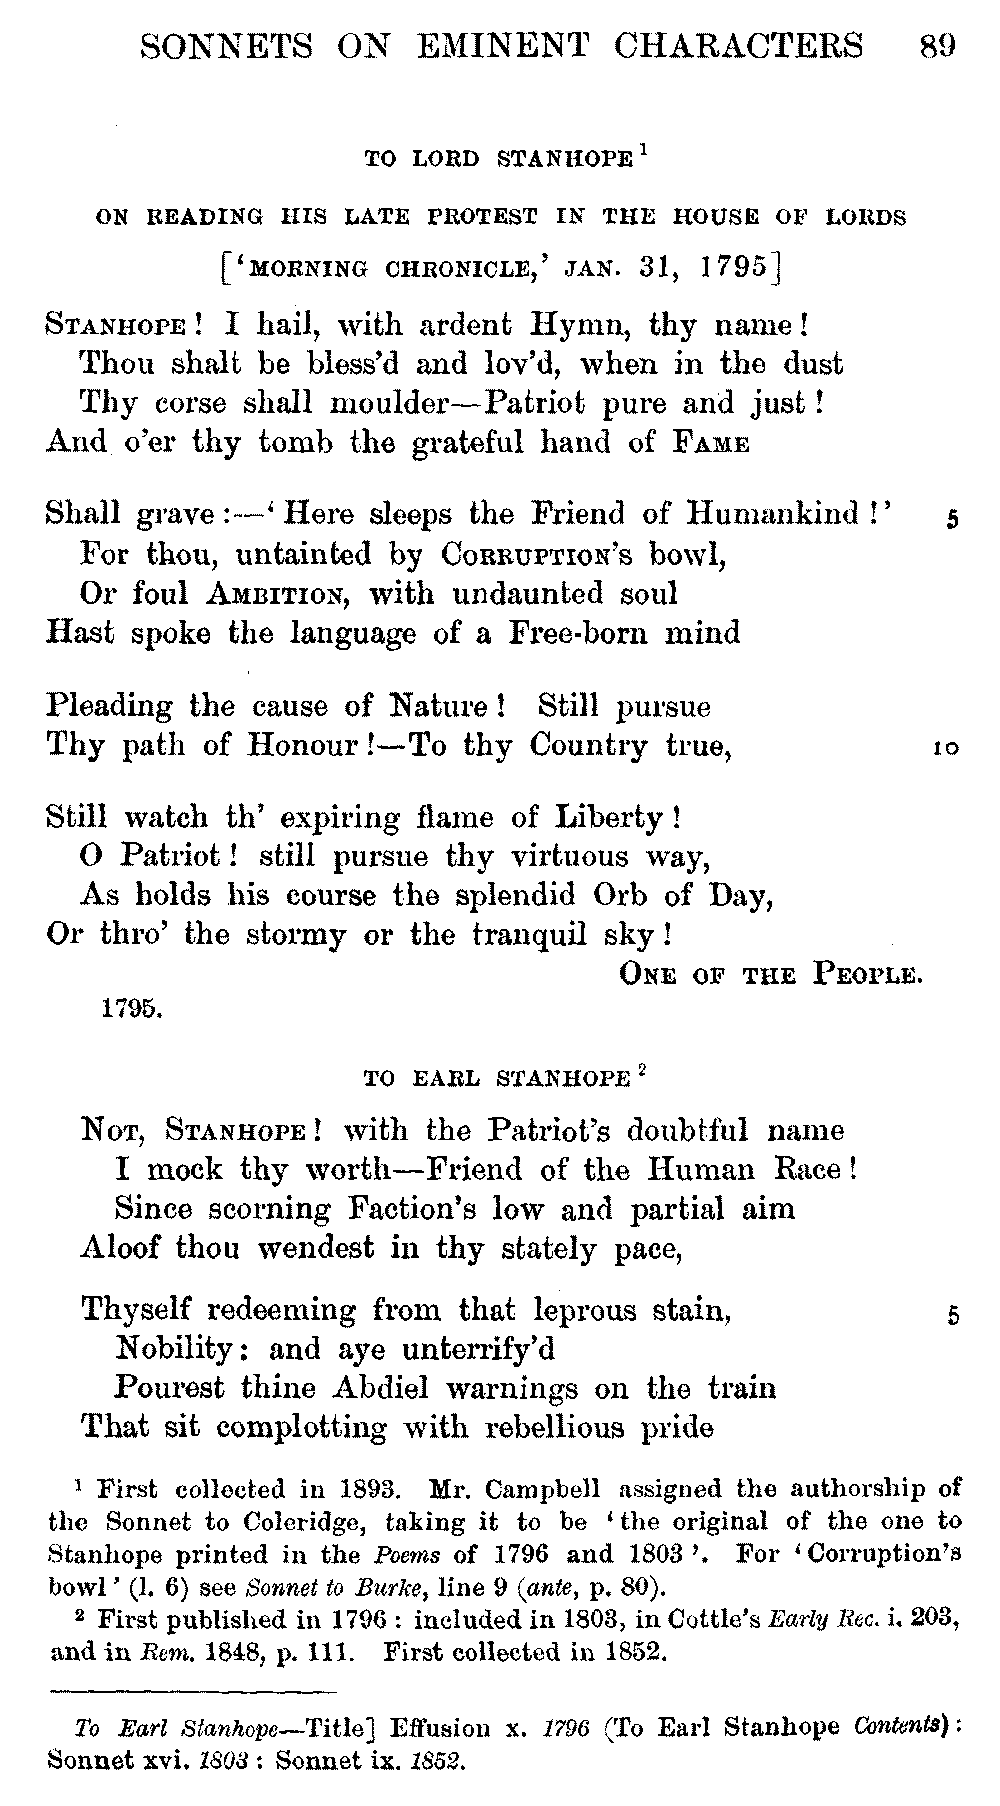 SONNETS ON EMINENT CHARACTERS 89
TO LORD STANHOPE¹
ON READING HIS LATE PROTEST IN THE HOUSE OF LORDS
[‘MORNING CHRONICLE,’ JAN. 31, 1795]
STANHOPE! I hail, with ardent Hymn, thy name!
Thou shalt be bless’d and lov’d, when in the dust
Thy corse shall moulder—Patriot pure and just!
And o’er thy tomb the grateful hand of FAME
Shall grave:—‘Here sleeps the Friend of Humankind!’ 5
For thou, untainted by CORRUPTION’S bowl,
Or foul AMBITION, with undaunted soul
Hast spoke the language of a Free-born mind
Pleading the cause of Nature! Still pursue
Thy path of Honour!—To thy Country true, 10
Still watch th’ expiring flame of Liberty!
O Patriot! still pursue thy virtuous way,
As holds his course the splendid Orb of Day,
Or thro’ the stormy or the tranquil sky!
ONE OF THE PEOPLE.
1795.
TO EARL STANHOPE²
NOT, STANHOPE! with the Patriot’s doubtful name
I mock thy worth—Friend of the Human Race!
Since scorning Faction’s low and partial aim
Aloof thou wendest in thy stately pace,
Thyself redeeming from that leprous stain, 5
Nobility: and aye unterrify’d
Pourest thine Abdiel warnings on the train
That sit complotting with rebellious pride
¹ First collected in 1893. Mr. Campbell assigned the authorship of
the Sonnet to Coleridge, taking it to be ‘the original of the one to
Stanhope printed in the Poems of 1796 and 1803’. For ‘Corruption’s
bowl’ (l. 6) see Sonnet to Burke, line 9 (ante, p. 80).
² First published in 1796: included in 1803, in Cottle’s Early Rec. i. 203,
and in Rem. 1848, p. 111. First collected in 1852.
To Earl Stanhope—Title] Effusion x. 1796 (To Earl Stanhope Contents):
Sonnet xvi. 1803: Sonnet ix. 1852.